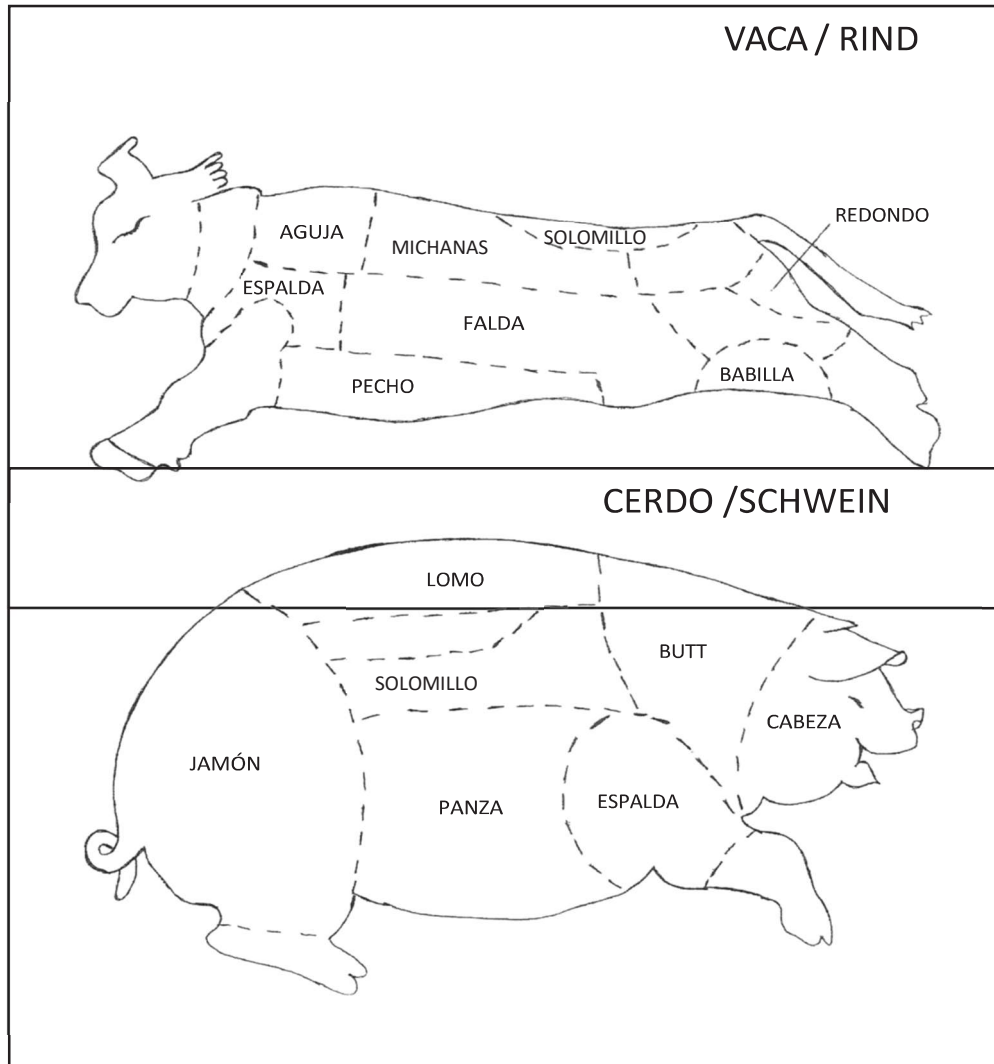 VACA / RIND
REDONDO
AGUJA
MICHANAS
SOLOMILLO
ESPALDA
FALDA
PECHO
BABILLA
CERDO /SCHWEIN
LOMO
BUTT
SOLOMILLO
CABEZA
JAMÓN
PANZA
ESPALDA